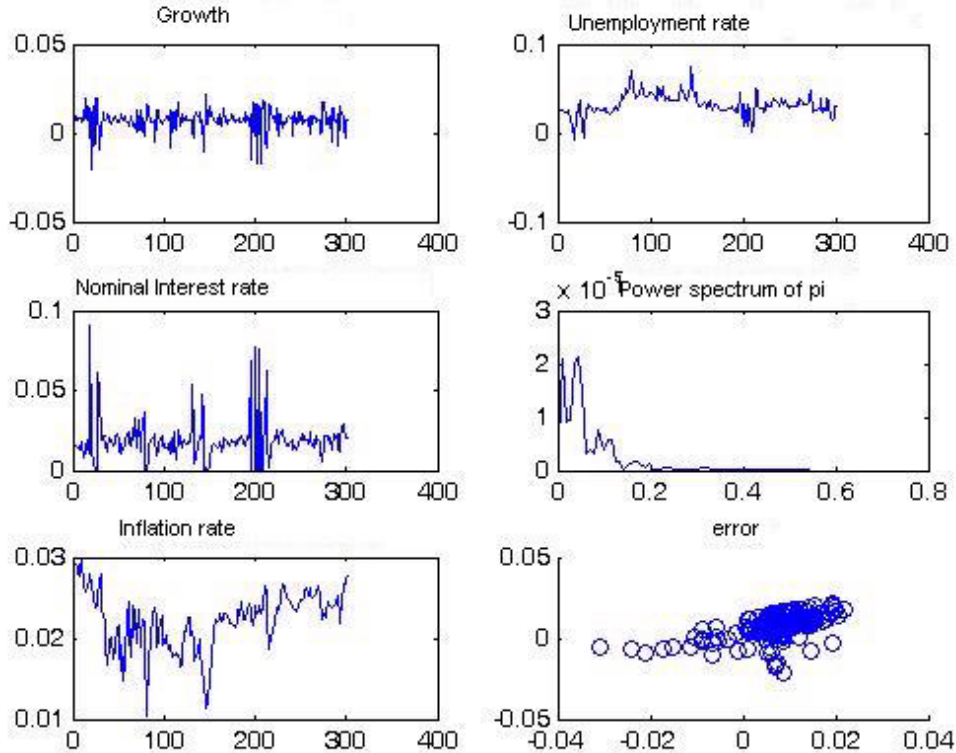 Growth
0.05
0
-0.05
0 100 200 300 400
Unemployment rate
0.1
0
-0.1
0 100 200 300 400
Nominal Interest rate
0.1
0.05
0
0 100 200 300 400
x 10^-5 Power spectrum of pi
3
2
1
0
0 0.2 0.4 0.6 0.8
Inflation rate
0.03
0.02
0.01
0 100 200 300 400
error
0.05
0
-0.05
-0.04 -0.02 0 0.02 0.04